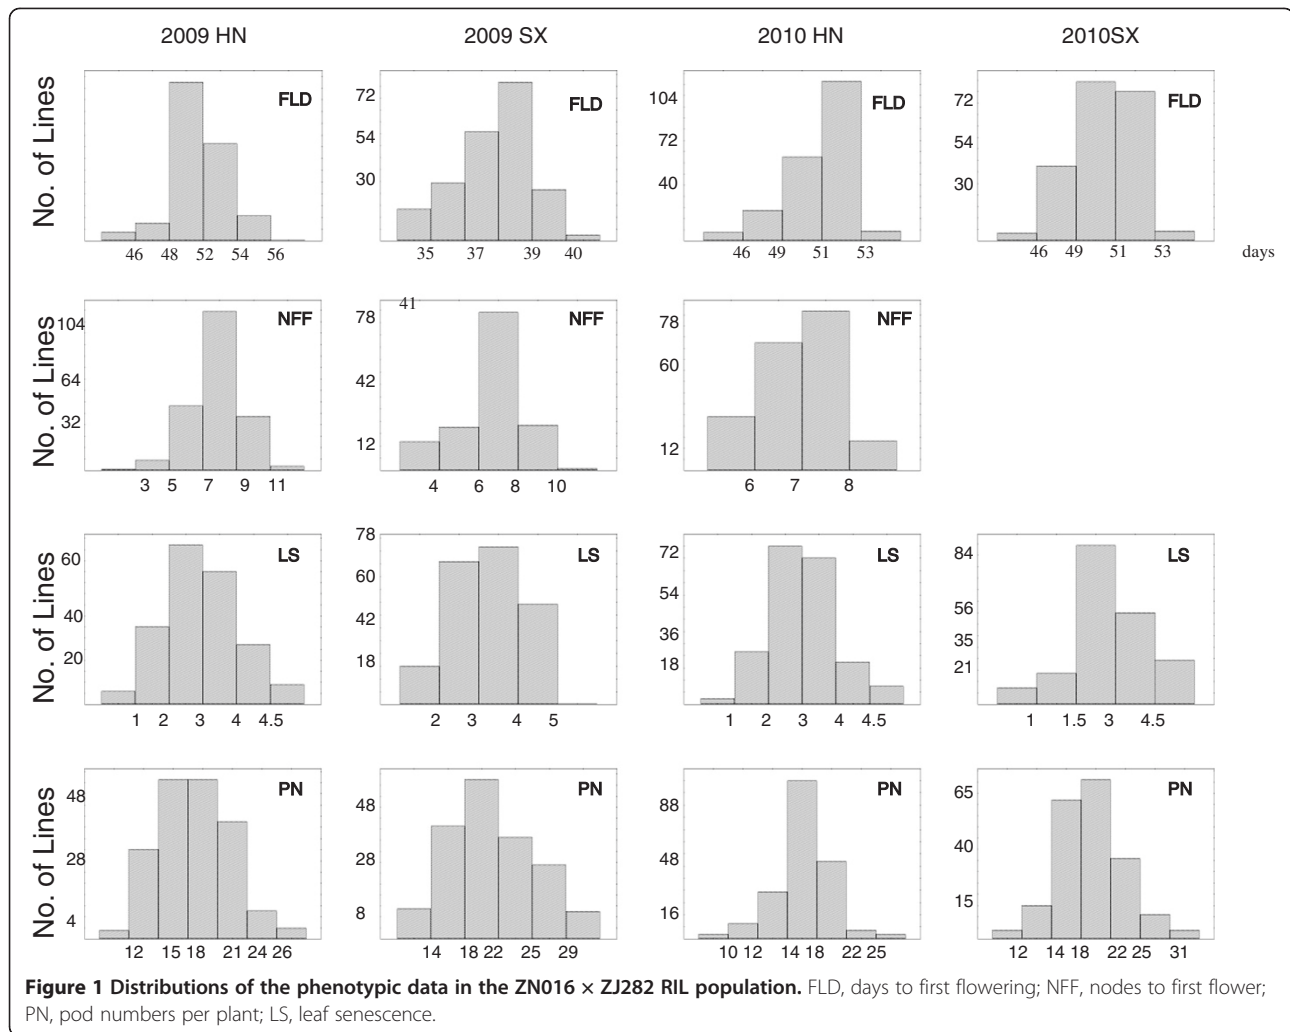 2009 HN 2009 SX 2010 HN 2010SX
No. of Lines
FLD
46 48 52 54 56
72
54
30
FLD
35 37 39 40
104
72
40
FLD
46 49 51 53
72
54
30
FLD
46 49 51 53 days
No. of Lines
104
64
32
NFF
3 5 7 9 11
41
78
42
12
NFF
4 6 8 10
78
60
12
NFF
6 7 8
No. of Lines
60
40
20
LS
1 2 3 4 4.5
78
60
42
18
LS
2 3 4 5
72
54
36
18
LS
1 2 3 4 4.5
84
56
35
21
LS
1 1.5 3 4.5
No. of Lines
48
28
4
PN
12 15 18 21 24 26
48
28
8
PN
14 18 22 25 29
88
48
16
PN
10 12 14 18 22 25
65
40
15
PN
12 14 18 22 25 31
Figure 1 Distributions of the phenotypic data in the ZN016 × ZJ282 RIL population. FLD, days to first flowering; NFF, nodes to first flower;
PN, pod numbers per plant; LS, leaf senescence.